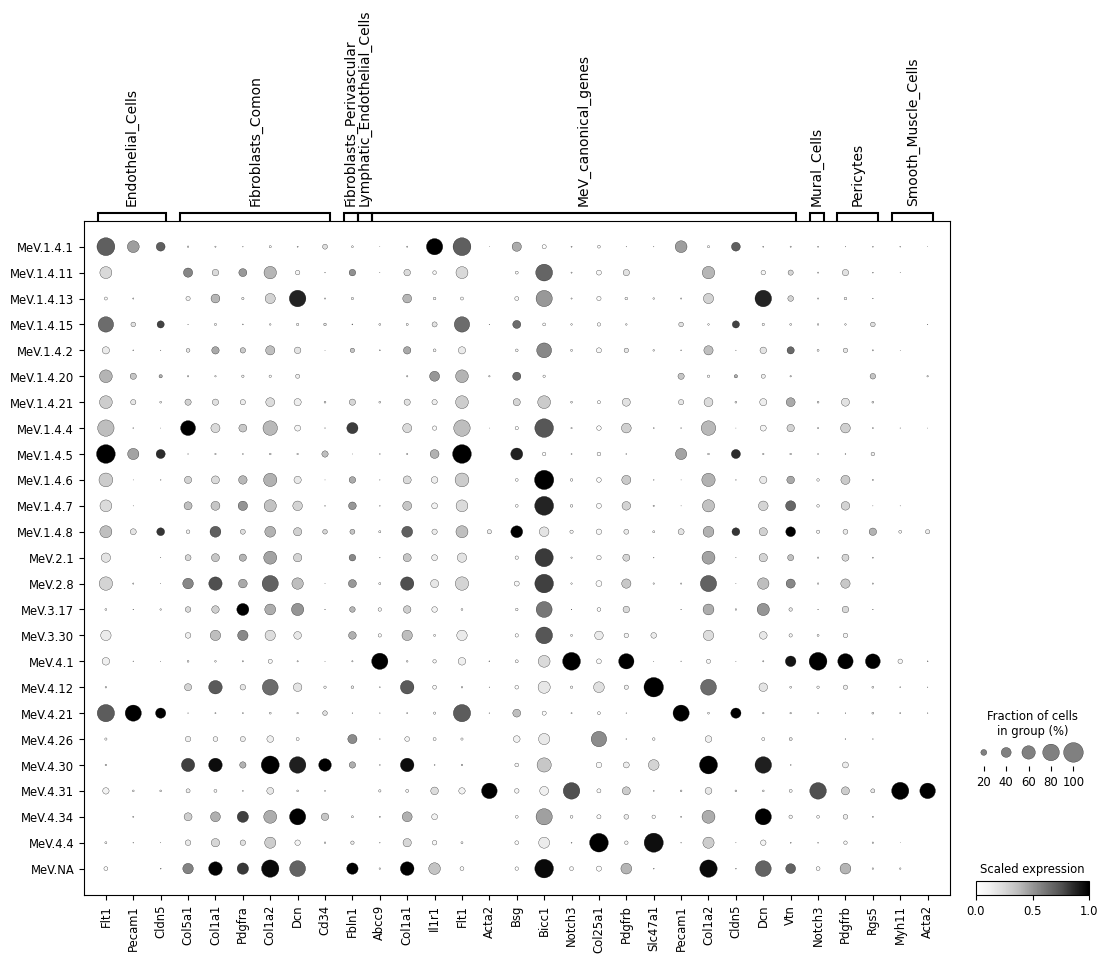 Endothelial_Cells
Fibroblasts_Comon
Fibroblasts_Perivascular
Lymphatic_Endothelial_Cells
MeV_canonical_genes
Mural_Cells
Pericytes
Smooth_Muscle_Cells
MeV.1.4.1
MeV.1.4.11
MeV.1.4.13
MeV.1.4.15
MeV.1.4.2
MeV.1.4.20
MeV.1.4.21
MeV.1.4.4
MeV.1.4.5
MeV.1.4.6
MeV.1.4.7
MeV.1.4.8
MeV.2.1
MeV.2.8
MeV.3.17
MeV.3.30
MeV.4.1
MeV.4.12
MeV.4.21
MeV.4.26
MeV.4.30
MeV.4.31
MeV.4.34
MeV.4.4
MeV.NA
Flt1
Pecam1
Cldn5
Col5a1
Col1a1
Pdgfra
Col1a2
Dcn
Cd34
Fbln1
Abcc9
Col1a1
Il1r1
Flt1
Acta2
Bsg
Bicc1
Notch3
Col25a1
Pdgfrb
Slc47a1
Pecam1
Col1a2
Cldn5
Dcn
Vtn
Notch3
Pdgfrb
Rgs5
Myh11
Acta2
Fraction of cells
in group (%)
20 40 60 80 100
Scaled expression
0.0 0.5 1.0